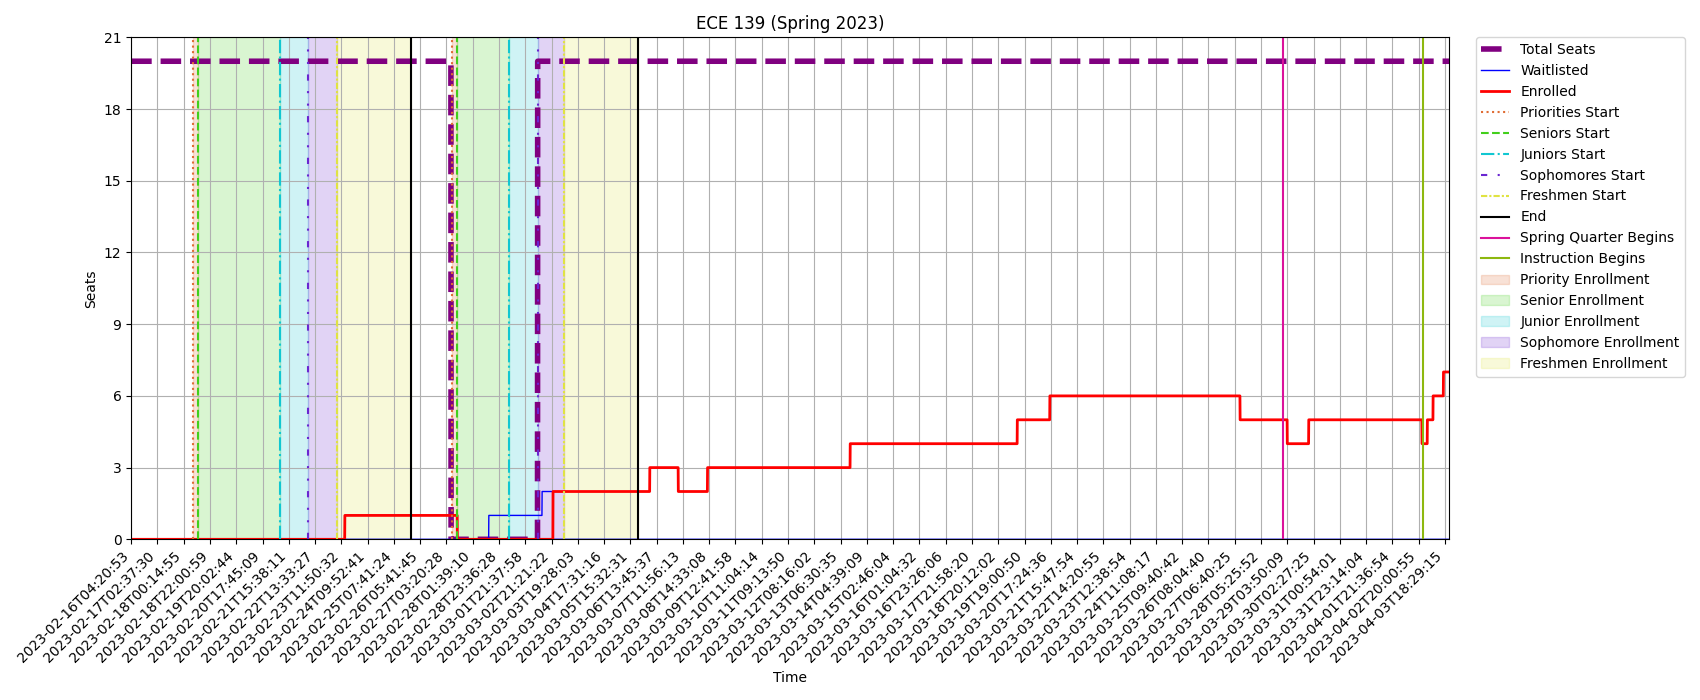 ECE 139 (Spring 2023)
21
18
15
12
9
6
3
0
Seats
2023-02-16T04:20:53
2023-02-17T02:37:30
2023-02-18T00:14:55
2023-02-18T22:00:59
2023-02-19T20:02:44
2023-02-20T17:45:09
2023-02-21T15:38:11
2023-02-22T13:33:27
2023-02-23T11:50:32
2023-02-24T09:52:41
2023-02-25T07:41:24
2023-02-26T05:41:45
2023-02-27T03:20:28
2023-02-28T01:39:10
2023-02-28T23:36:28
2023-03-01T21:37:58
2023-03-02T21:21:22
2023-03-03T19:28:03
2023-03-04T17:31:16
2023-03-05T15:32:31
2023-03-06T13:45:37
2023-03-07T11:56:13
2023-03-08T14:33:08
2023-03-09T12:41:58
2023-03-10T11:04:14
2023-03-11T09:13:50
2023-03-12T08:16:02
2023-03-13T06:30:35
2023-03-14T04:39:09
2023-03-15T02:46:04
2023-03-16T01:04:32
2023-03-16T23:26:06
2023-03-17T21:58:20
2023-03-18T20:12:02
2023-03-19T19:00:50
2023-03-20T17:24:36
2023-03-21T15:47:54
2023-03-22T14:20:55
2023-03-23T12:38:54
2023-03-24T11:08:17
2023-03-25T09:40:42
2023-03-26T08:04:40
2023-03-27T06:40:25
2023-03-28T05:25:52
2023-03-29T03:50:09
2023-03-30T02:27:25
2023-03-31T00:54:01
2023-03-31T23:14:04
2023-04-01T21:36:54
2023-04-02T20:00:55
2023-04-03T18:29:15
Time
Total Seats
Waitlisted
Enrolled
Priorities Start
Seniors Start
Juniors Start
Sophomores Start
Freshmen Start
End
Spring Quarter Begins
Instruction Begins
Priority Enrollment
Senior Enrollment
Junior Enrollment
Sophomore Enrollment
Freshmen Enrollment